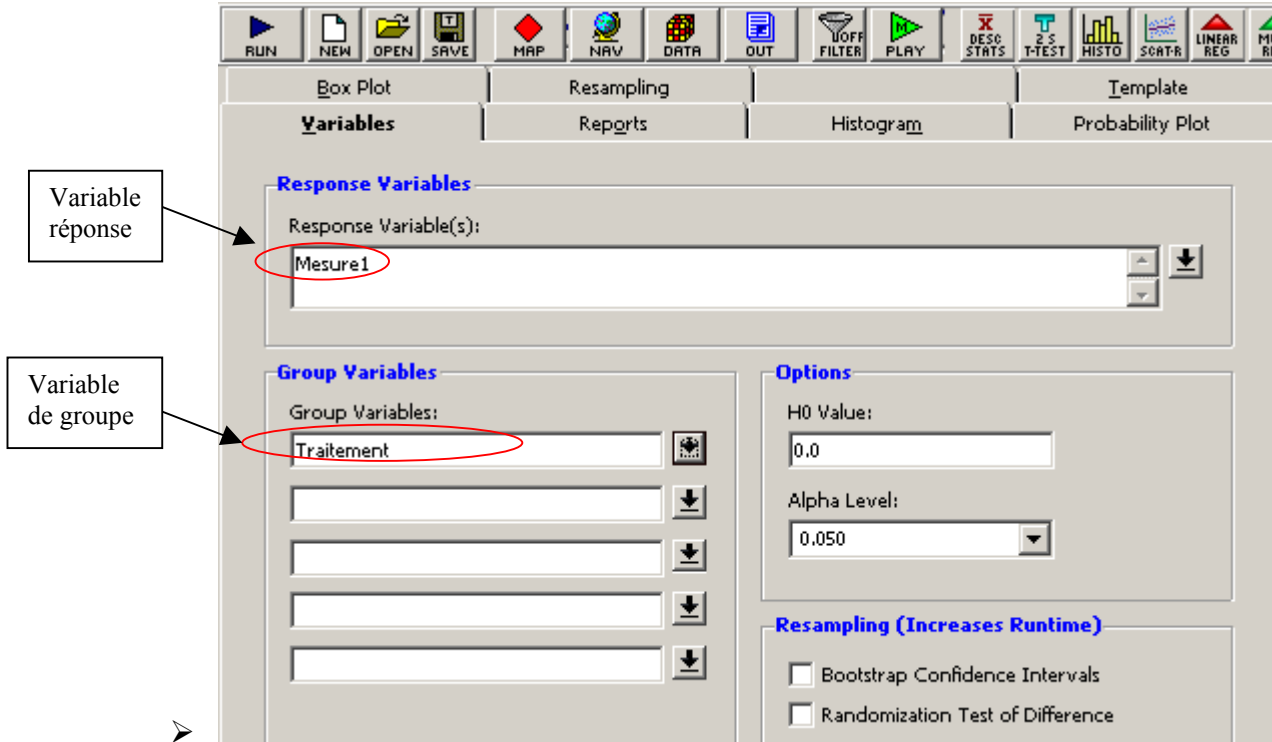 RUN NEW OPEN SAVE MAP NAV DATA OUT FILTER PLAY DESC STATS 2 S T-TEST HISTO SCAT-R LINEAR REG
Box Plot Resampling Template
Variables Reports Histogram Probability Plot
Response Variables
Variable
réponse
Response Variable(s):
Mesure1
Group Variables
Variable
de groupe
Group Variables:
Traitement
Options
H0 Value:
0.0
Alpha Level:
0.050
Resampling (Increases Runtime)
Bootstrap Confidence Intervals
Randomization Test of Difference